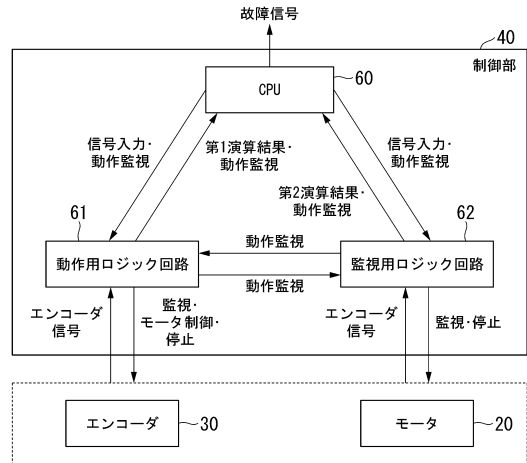 故障信号
40
制御部
CPU
60
信号入力・
動作監視
第1演算結果・
動作監視
信号入力・
動作監視
第2演算結果・
動作監視
61
62
動作用ロジック回路
動作監視
動作監視
監視用ロジック回路
エンコーダ
信号
監視・
モータ制御・
停止
エンコーダ
信号
監視・停止
エンコーダ
30
モータ
20